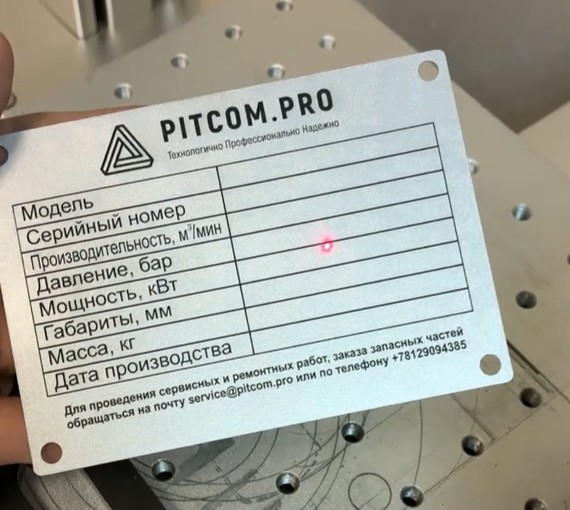 PITCOM.PRO
Технологично Профессионально Надежно
Модель
Серийный номер
Производительность, м³/мин
Давление, бар
Мощность, кВт
Габариты, мм
Масса, кг
Дата производства
Для проведения сервисных и ремонтных работ, заказа запасных частей
обращаться на почту service@pitcom.pro или по телефону +78129094385